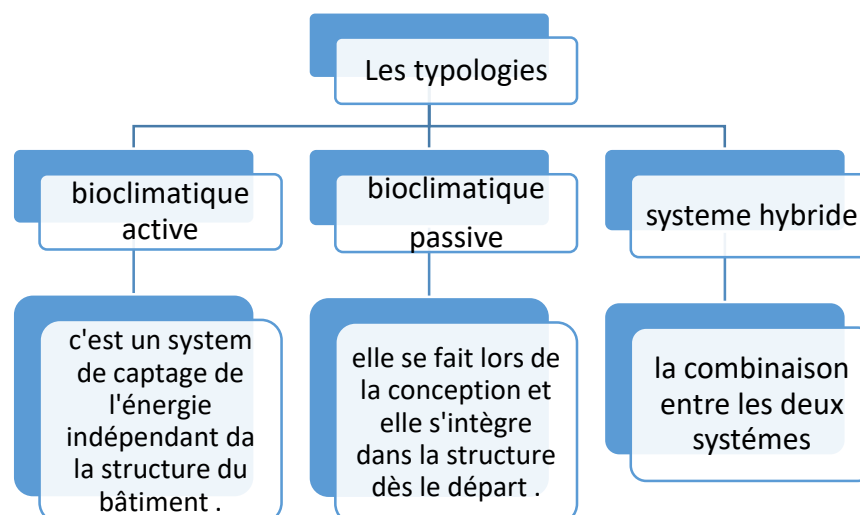 Les typologies
bioclimatique
active
bioclimatique
passive
systeme hybride
c'est un system
de captage de
l'énergie
indépendant da
la structure du
bâtiment .
elle se fait lors de
la conception et
elle s'intègre
dans la structure
dès le départ .
la combinaison
entre les deux
systémes